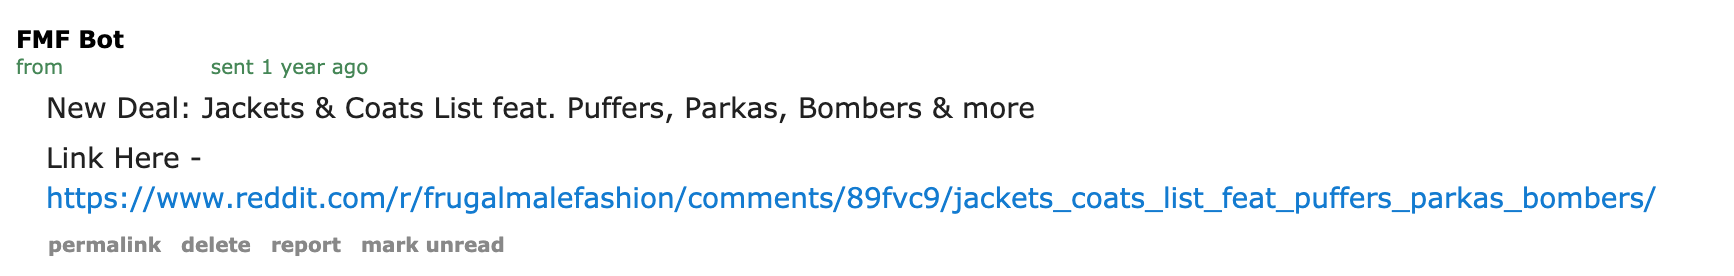 FMF Bot
from sent 1 year ago
New Deal: Jackets & Coats List feat. Puffers, Parkas, Bombers & more
Link Here -
https://www.reddit.com/r/frugalmalefashion/comments/89fvc9/jackets_coats_list_feat_puffers_parkas_bombers/
permalink delete report mark unread